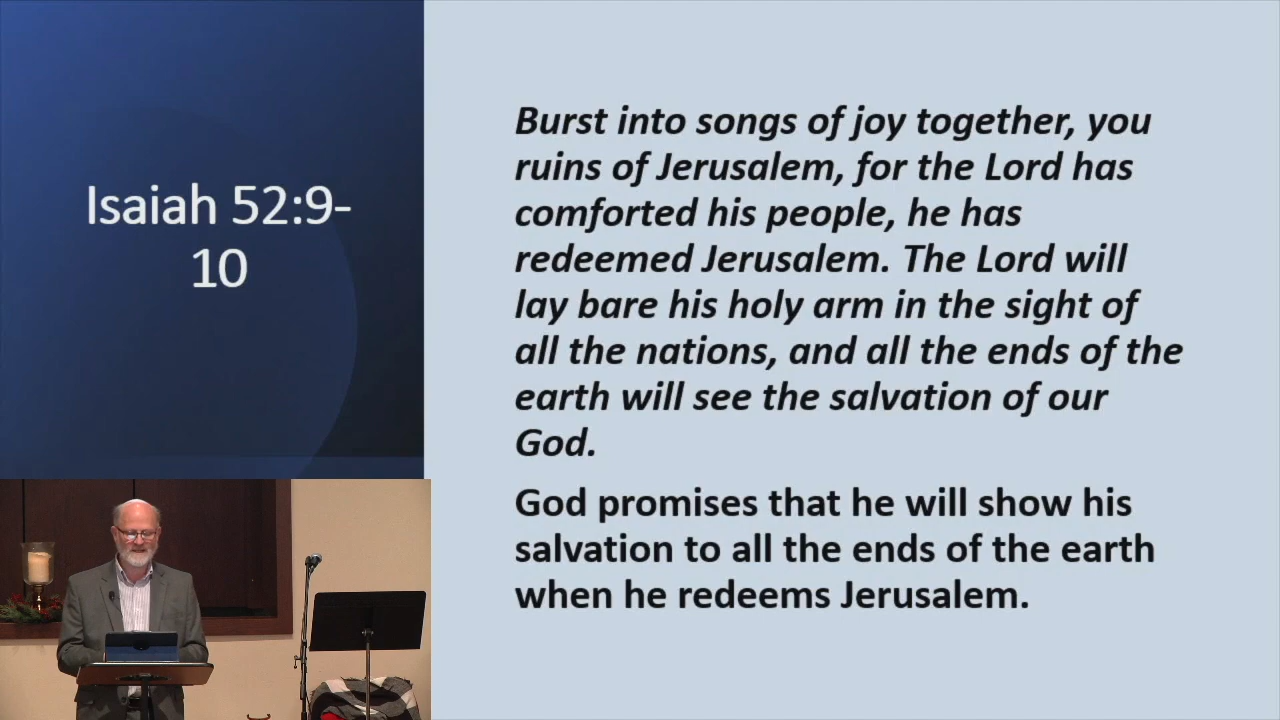 Isaiah 52:9-
10
Burst into songs of joy together, you
ruins of Jerusalem, for the Lord has
comforted his people, he has
redeemed Jerusalem. The Lord will
lay bare his holy arm in the sight of
all the nations, and all the ends of the
earth will see the salvation of our
God.
God promises that he will show his
salvation to all the ends of the earth
when he redeems Jerusalem.